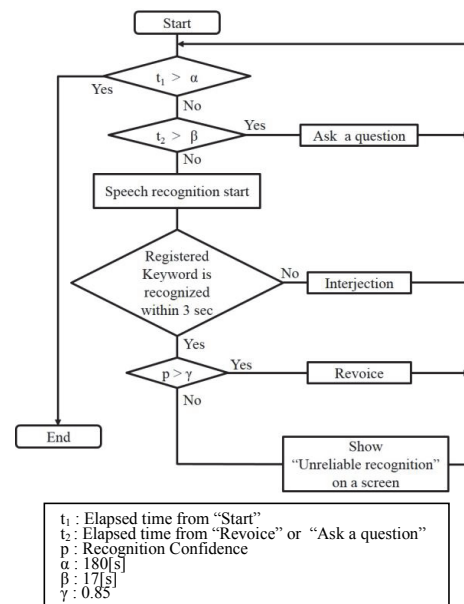 Start
t₁ > α
Yes
No
t₂ > β
Yes
Ask a question
No
Speech recognition start
Registered
Keyword is
recognized
within 3 sec
No
Interjection
Yes
p > γ
Yes
Revoice
No
End
Show
“Unreliable recognition”
on a screen
t₁ : Elapsed time from “Start”
t₂ : Elapsed time from “Revoice” or “Ask a question”
p : Recognition Confidence
α : 180[s]
β : 17[s]
γ : 0.85